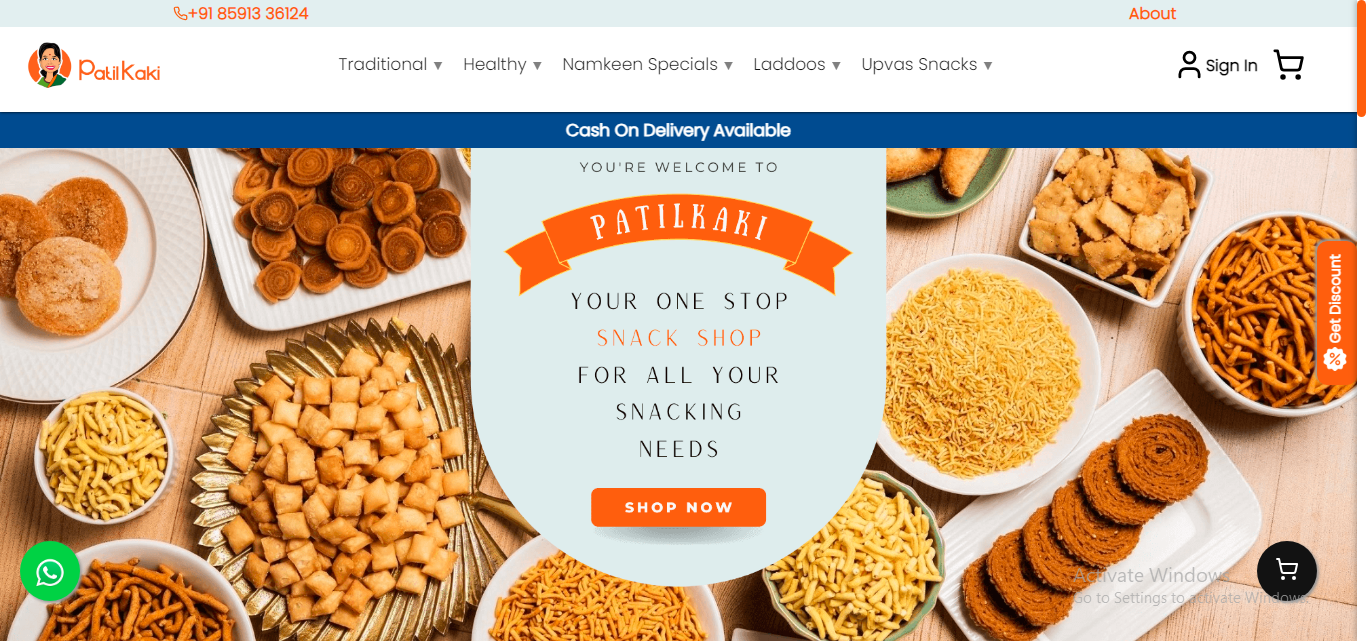 +91 85913 36124
About
PatilKaki
Traditional ▼
Healthy ▼
Namkeen Specials ▼
Laddoos ▼
Upvas Snacks ▼
Sign In
Cash On Delivery Available
YOU'RE WELCOME TO
PATILKAKI
YOUR ONE STOP
SNACK SHOP
FOR ALL YOUR
SNACKING
NEEDS
SHOP NOW
Get Discount
Activate Windows
Go to Settings to activate Windows.